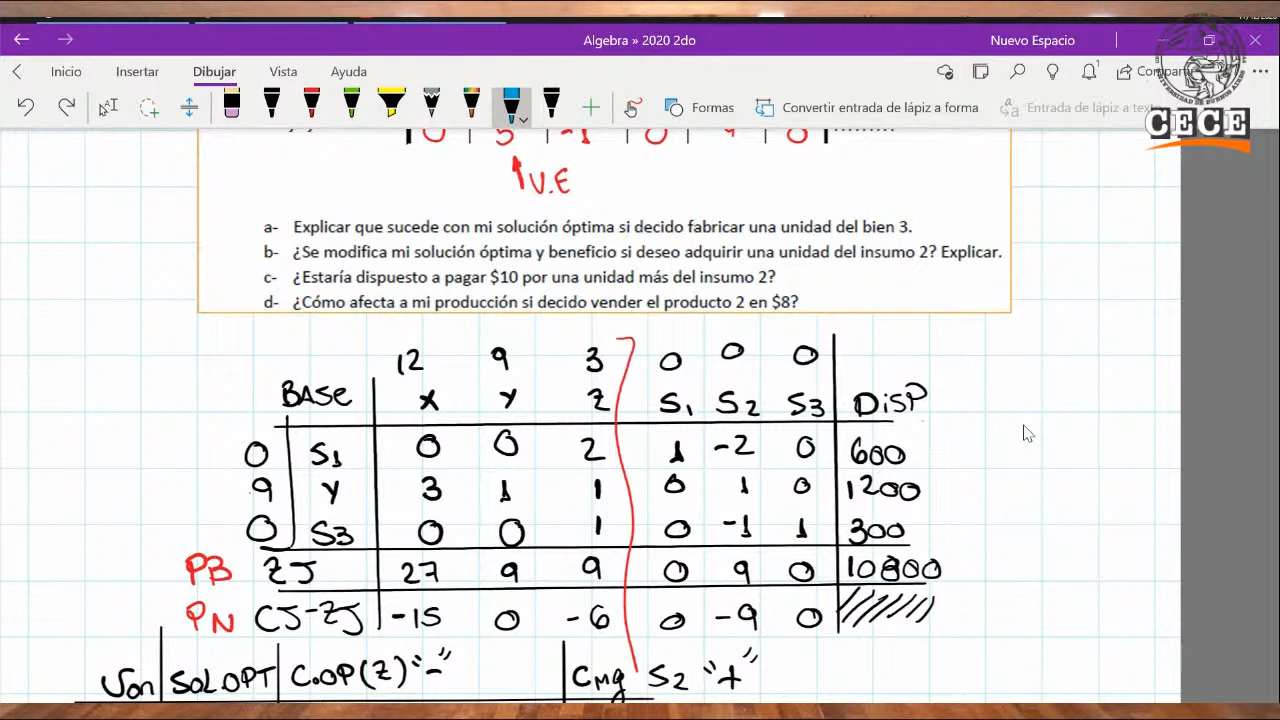 Algebra » 2020 2do
Nuevo Espacio
Inicio Insertar Dibujar Vista Ayuda
Formas Convertir entrada de lápiz a forma Entrada de lápiz a texto
CECE
V.E
a- Explicar que sucede con mi solución óptima si decido fabricar una unidad del bien 3.
b- ¿Se modifica mi solución óptima y beneficio si deseo adquirir una unidad del insumo 2? Explicar.
c- ¿Estaría dispuesto a pagar $10 por una unidad más del insumo 2?
d- ¿Cómo afecta a mi producción si decido vender el producto 2 en $8?
12 9 3 0 0 0
BASE X Y Z S1 S2 S3 DISP
0 S1 0 0 2 1 -2 0 600
9 Y 3 1 1 0 1 0 1200
0 S3 0 0 1 0 -1 1 300
PB ZJ 27 9 9 0 9 0 10800
PN CJ-ZJ -15 0 -6 0 -9 0
Von SOL OPT C.OP(Z) "-" CMg S2 "+"